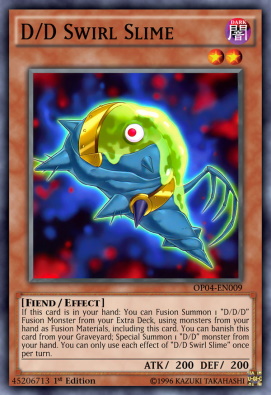 D/D Swirl Slime
DARK
闇
OP04-EN009
[Fiend / Effect]
If this card is in your hand: You can Fusion Summon 1 "D/D/D"
Fusion Monster from your Extra Deck, using monsters from your
hand as Fusion Materials, including this card. You can banish this
card from your Graveyard; Special Summon 1 "D/D" monster from
your hand. You can only use each effect of "D/D Swirl Slime" once
per turn.
ATK/ 200 DEF/ 200
45206713 1st Edition ©1996 KAZUKI TAKAHASHI